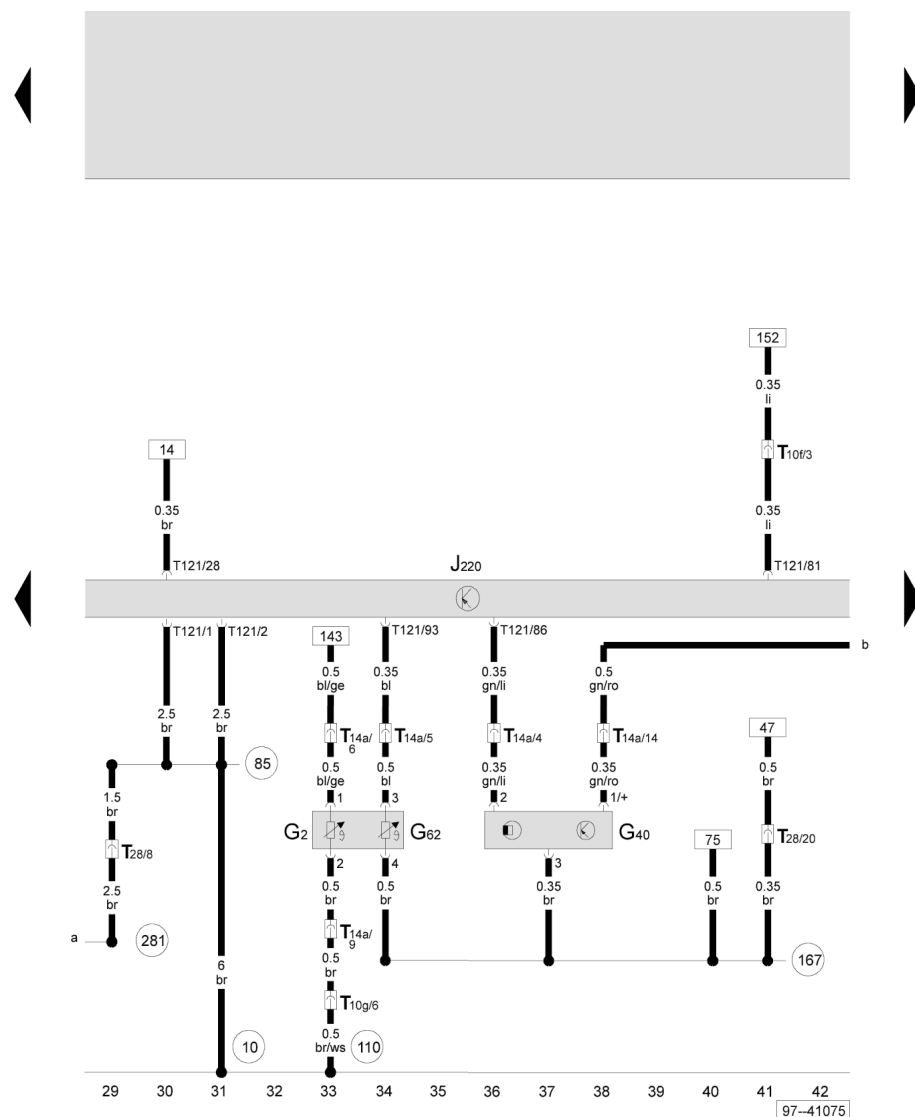 152
0.35
li
T10f/3
14
0.35
br
0.35
li
T121/28
J220
T121/81
T121/1
T121/2
143
T121/93
T121/86
b
0.5
bl/ge
0.35
bl
0.35
gn/li
0.5
gn/ro
2.5
br
2.5
br
T14a/
6
T14a/5
T14a/4
T14a/14
47
85
0.5
bl/ge
0.5
bl
0.35
gn/li
0.35
gn/ro
0.5
br
1.5
br
1
3
2
1/+
G2
G62
G40
75
T28/20
T28/8
2
4
3
2.5
br
0.5
br
0.5
br
0.35
br
0.5
br
0.35
br
a
281
T14a/
9
167
6
br
0.5
br
T10g/6
0.5
br/ws
10
110
29 30 31 32 33 34 35 36 37 38 39 40 41 42
97--41075